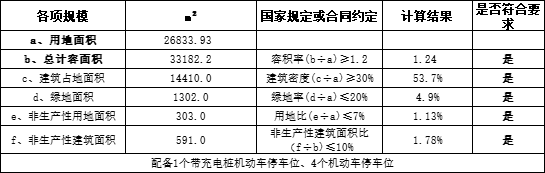 各项规模 m² 国家规定或合同约定 计算结果 是否符合要求
a、用地面积 26833.93
b、总计容面积 33182.2 容积率(b÷a)≥1.2 1.24 是
c、建筑占地面积 14410.0 建筑密度(c÷a)≥30% 53.7% 是
d、绿地面积 1302.0 绿地率(d÷a)≤20% 4.9% 是
e、非生产性用地面积 303.0 用地比(e÷a)≤7% 1.13% 是
f、非生产性建筑面积 591.0 非生产性建筑面积比(f÷b)≤10% 1.78% 是
配备1个带充电桩机动车停车位、4个机动车停车位